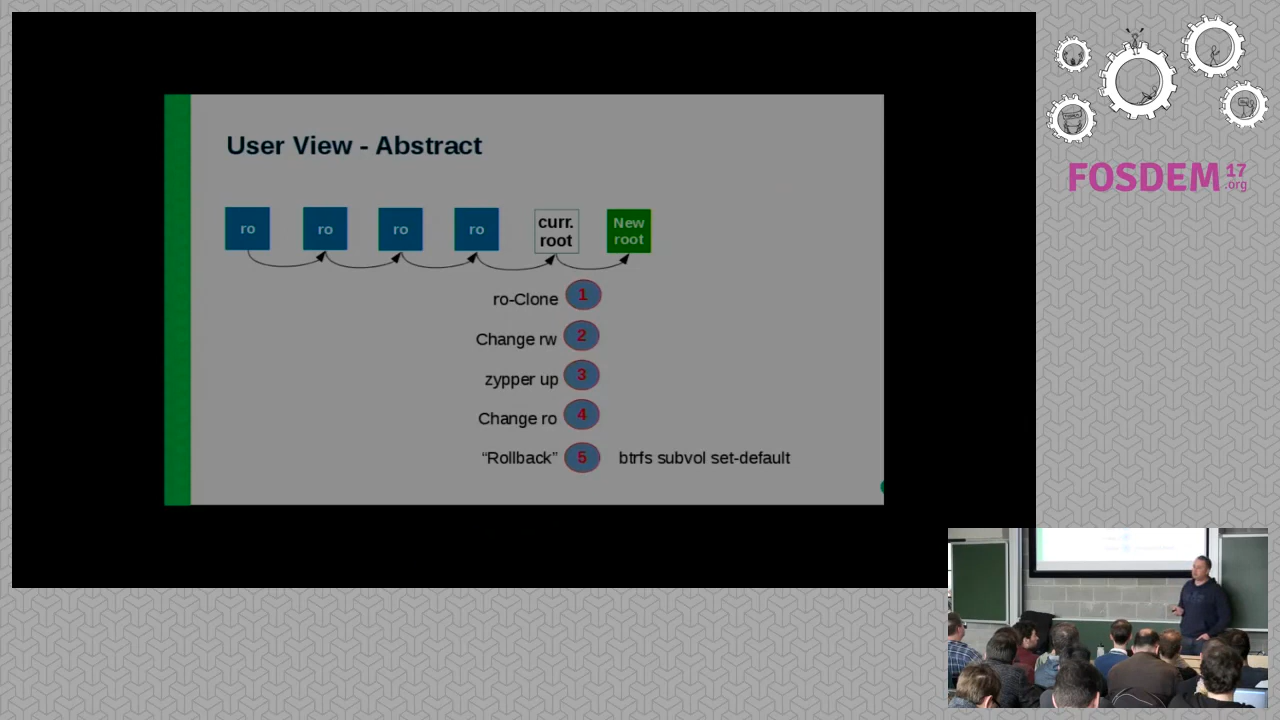 User View - Abstract
ro
ro
ro
ro
curr.
root
New
root
ro-Clone 1
Change rw 2
zypper up 3
Change ro 4
“Rollback” 5 btrfs subvol set-default
FOSDEM 17
.org